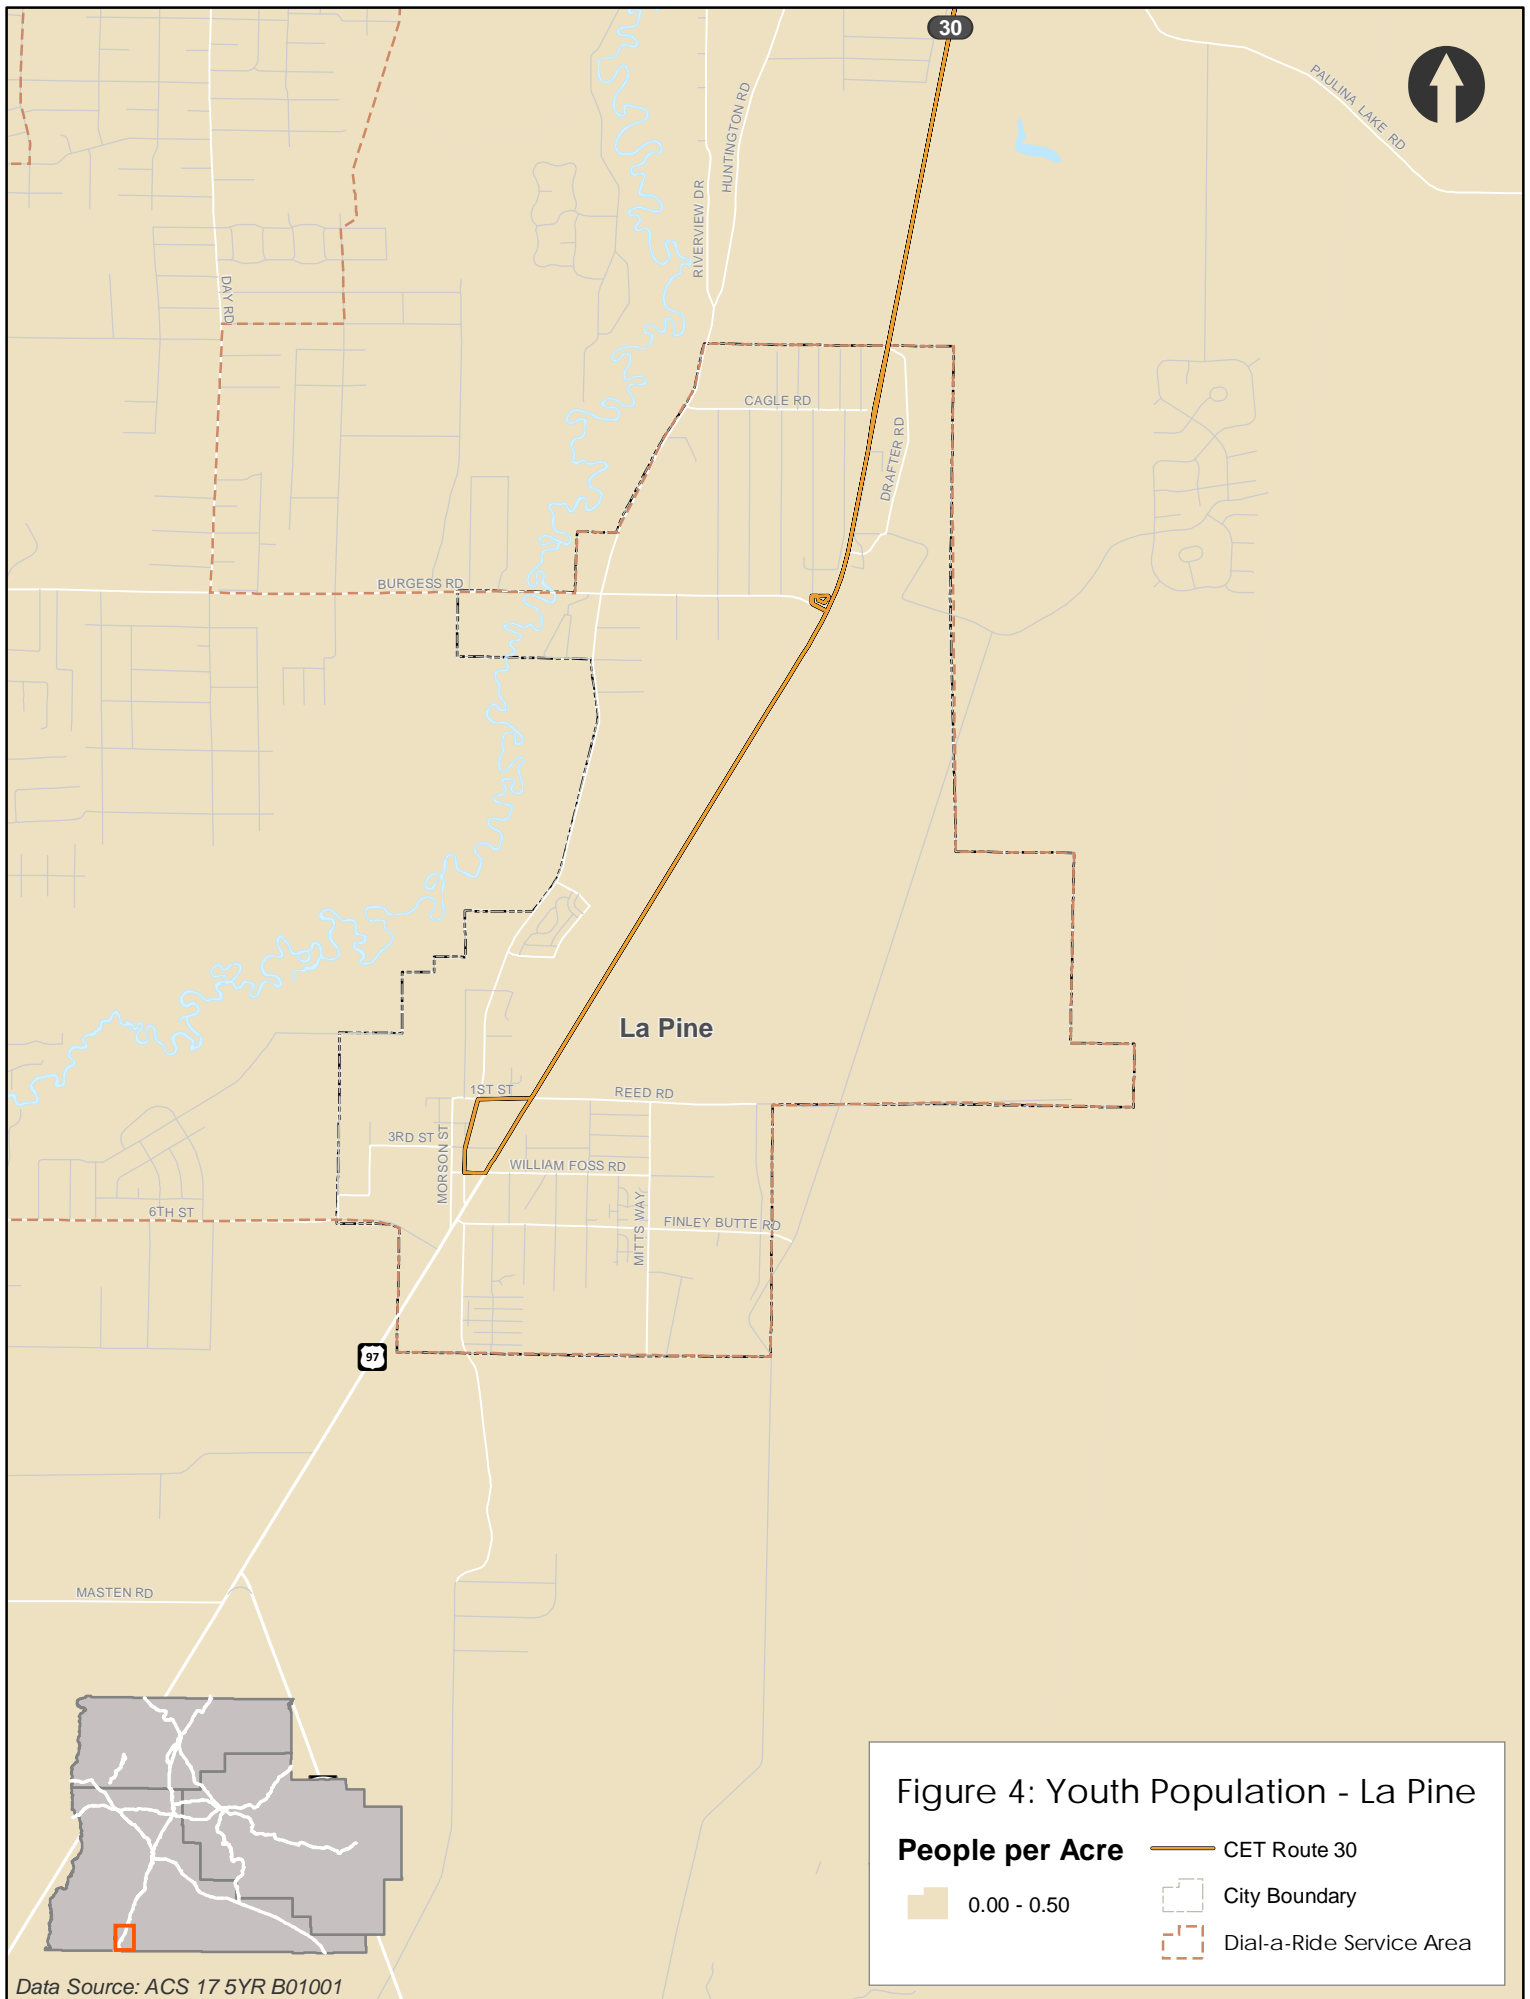 30
PAULINA LAKE RD
HUNTINGTON RD
RIVERVIEW DR
DAY RD
CAGLE RD
DRAFTER RD
BURGESS RD
La Pine
1ST ST
REED RD
3RD ST
MORSON ST
WILLIAM FOSS RD
6TH ST
MITTS WAY
FINLEY BUTTE RD
97
MASTEN RD
Figure 4: Youth Population - La Pine
People per Acre
0.00 - 0.50
CET Route 30
City Boundary
Dial-a-Ride Service Area
Data Source: ACS 17 5YR B01001